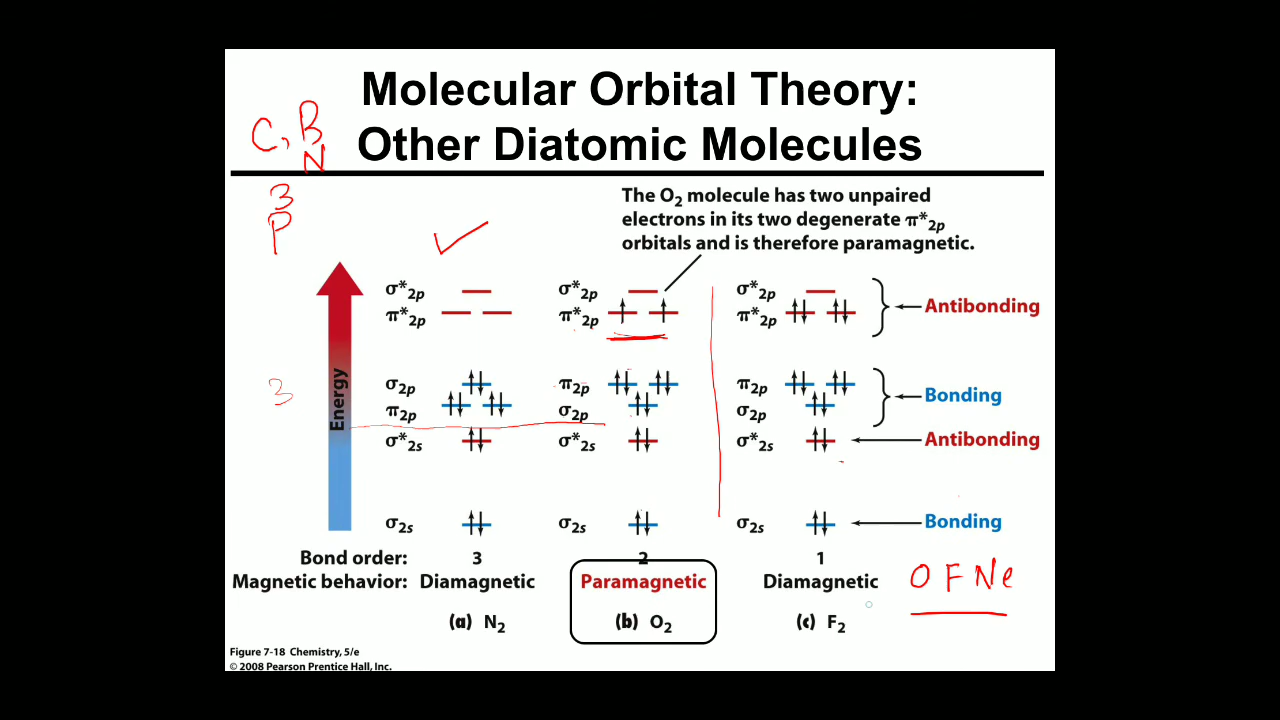 Molecular Orbital Theory:
Other Diatomic Molecules
C, B
N
3
P
The O₂ molecule has two unpaired
electrons in its two degenerate π*₂p
orbitals and is therefore paramagnetic.
σ*₂p σ*₂p σ*₂p
π*₂p π*₂p π*₂p Antibonding
3
Energy
σ₂p π₂p π₂p
π₂p σ₂p σ₂p Bonding
σ*₂s σ*₂s σ*₂s Antibonding
σ₂s σ₂s σ₂s Bonding
Bond order: 3 2 1
Magnetic behavior: Diamagnetic Paramagnetic Diamagnetic
O F Ne
(a) N₂ (b) O₂ (c) F₂
Figure 7-18 Chemistry, 5/e
© 2008 Pearson Prentice Hall, Inc.